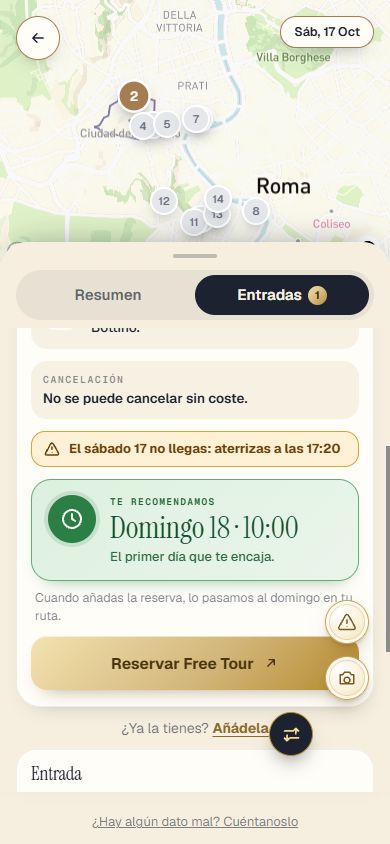 DELLA
VITTORIA
Sáb, 17 Oct
Villa Borghese
PRATI
2
4
5
7
Roma
12
14
13
8
11
Coliseo
Resumen
Entradas 1
CANCELACIÓN
No se puede cancelar sin coste.
El sábado 17 no llegas: aterrizas a las 17:20
TE RECOMENDAMOS
Domingo 18 · 10:00
El primer día que te encaja.
Cuando añadas la reserva, lo pasamos al domingo en tu
ruta.
Reservar Free Tour ↗
¿Ya la tienes? Añádela
Entrada
¿Hay algún dato mal? Cuéntanoslo